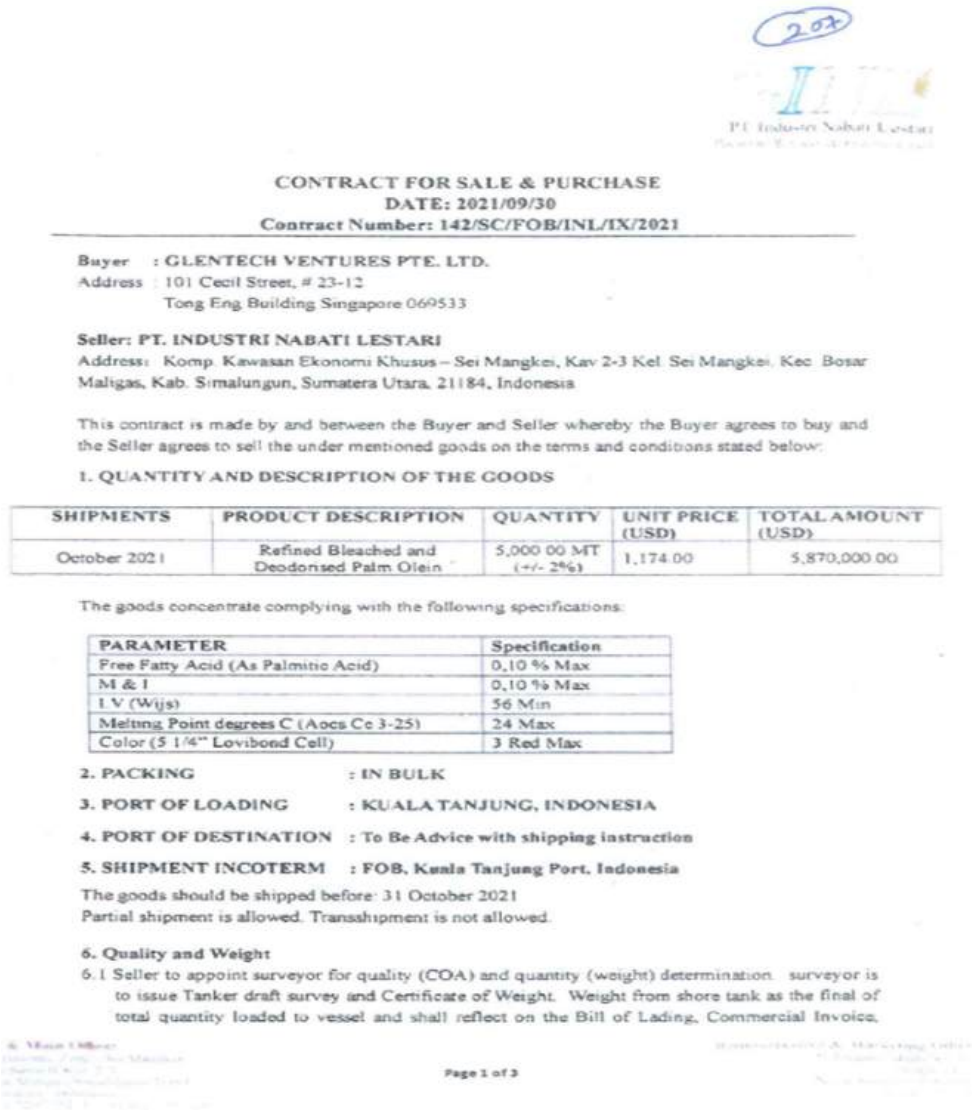 207
PT Industri Nabati Lestari
CONTRACT FOR SALE & PURCHASE
DATE: 2021/09/30
Contract Number: 142/SC/FOB/INL/IX/2021
Buyer : GLENTECH VENTURES PTE. LTD.
Address : 101 Cecil Street, # 23-12
Tong Eng Building Singapore 069533
Seller: PT. INDUSTRI NABATI LESTARI
Address: Komp. Kawasan Ekonomi Khusus – Sei Mangkei, Kav 2-3 Kel. Sei Mangkei, Kec. Bosar
Maligas, Kab. Simalungun, Sumatera Utara, 21184, Indonesia
This contract is made by and between the Buyer and Seller whereby the Buyer agrees to buy and
the Seller agrees to sell the under mentioned goods on the terms and conditions stated below:
1. QUANTITY AND DESCRIPTION OF THE GOODS
SHIPMENTS PRODUCT DESCRIPTION QUANTITY UNIT PRICE (USD) TOTAL AMOUNT (USD)
October 2021 Refined Bleached and Deodorised Palm Olein 5,000.00 MT (+/- 2%) 1,174.00 5,870,000.00
The goods concentrate complying with the following specifications:
PARAMETER Specification
Free Fatty Acid (As Palmitic Acid) 0,10 % Max
M & I 0,10 % Max
I.V (Wijs) 56 Min
Melting Point degrees C (Aocs Cc 3-25) 24 Max
Color (5 1/4" Lovibond Cell) 3 Red Max
2. PACKING : IN BULK
3. PORT OF LOADING : KUALA TANJUNG, INDONESIA
4. PORT OF DESTINATION : To Be Advice with shipping instruction
5. SHIPMENT INCOTERM : FOB, Kuala Tanjung Port, Indonesia
The goods should be shipped before: 31 October 2021
Partial shipment is allowed. Transshipment is not allowed.
6. Quality and Weight
6.1 Seller to appoint surveyor for quality (COA) and quantity (weight) determination. surveyor is
to issue Tanker draft survey and Certificate of Weight. Weight from shore tank as the final of
total quantity loaded to vessel and shall reflect on the Bill of Lading, Commercial Invoice,
Page 1 of 3